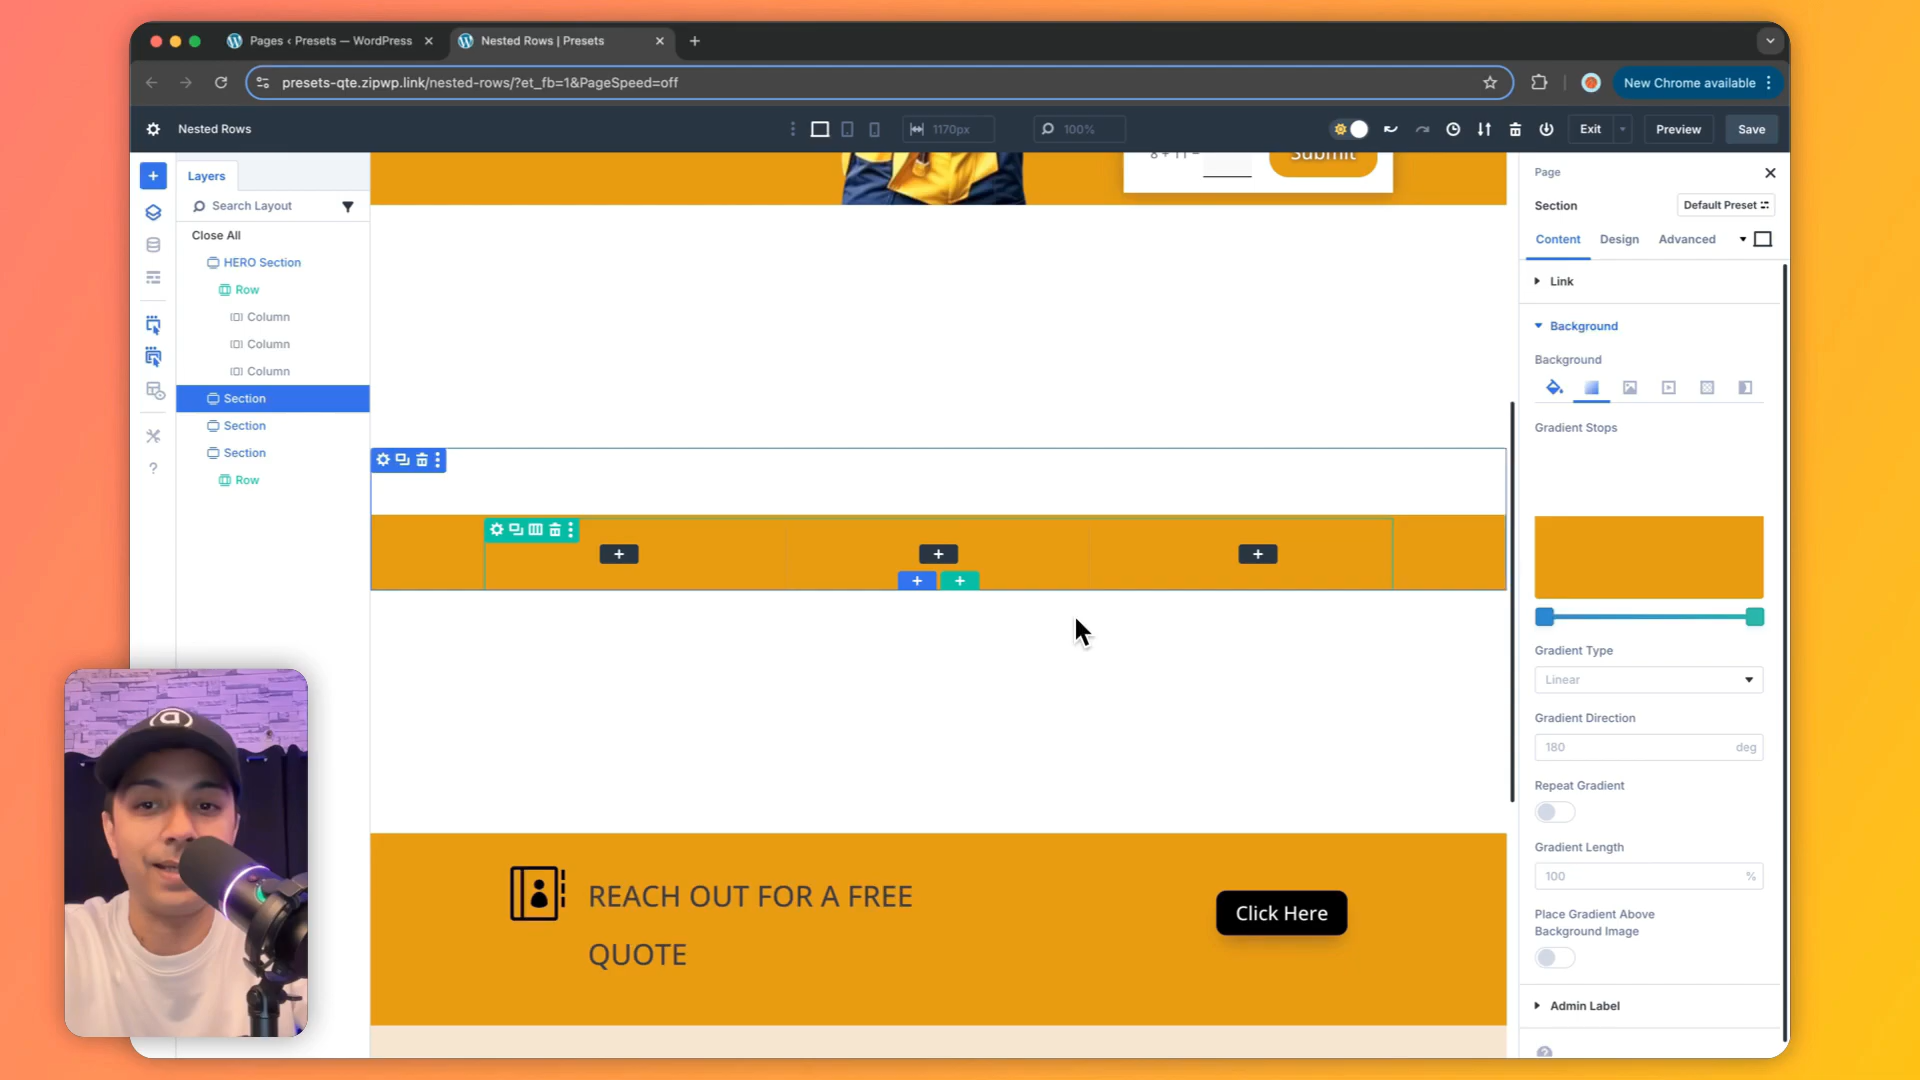 Pages ‹ Presets — WordPress
Nested Rows | Presets
presets-qte.zipwp.link/nested-rows/?et_fb=1&PageSpeed=off
New Chrome available
Nested Rows
1170px
100%
Exit
Preview
Save
Layers
Search Layout
Close All
HERO Section
Row
Column
Column
Column
Section
Section
Section
Row
8 + 11 =
Submit
REACH OUT FOR A FREE
QUOTE
Click Here
Page
Section
Default Preset
Content
Design
Advanced
Link
Background
Background
Gradient Stops
Gradient Type
Linear
Gradient Direction
180
deg
Repeat Gradient
Gradient Length
100
%
Place Gradient Above
Background Image
Admin Label